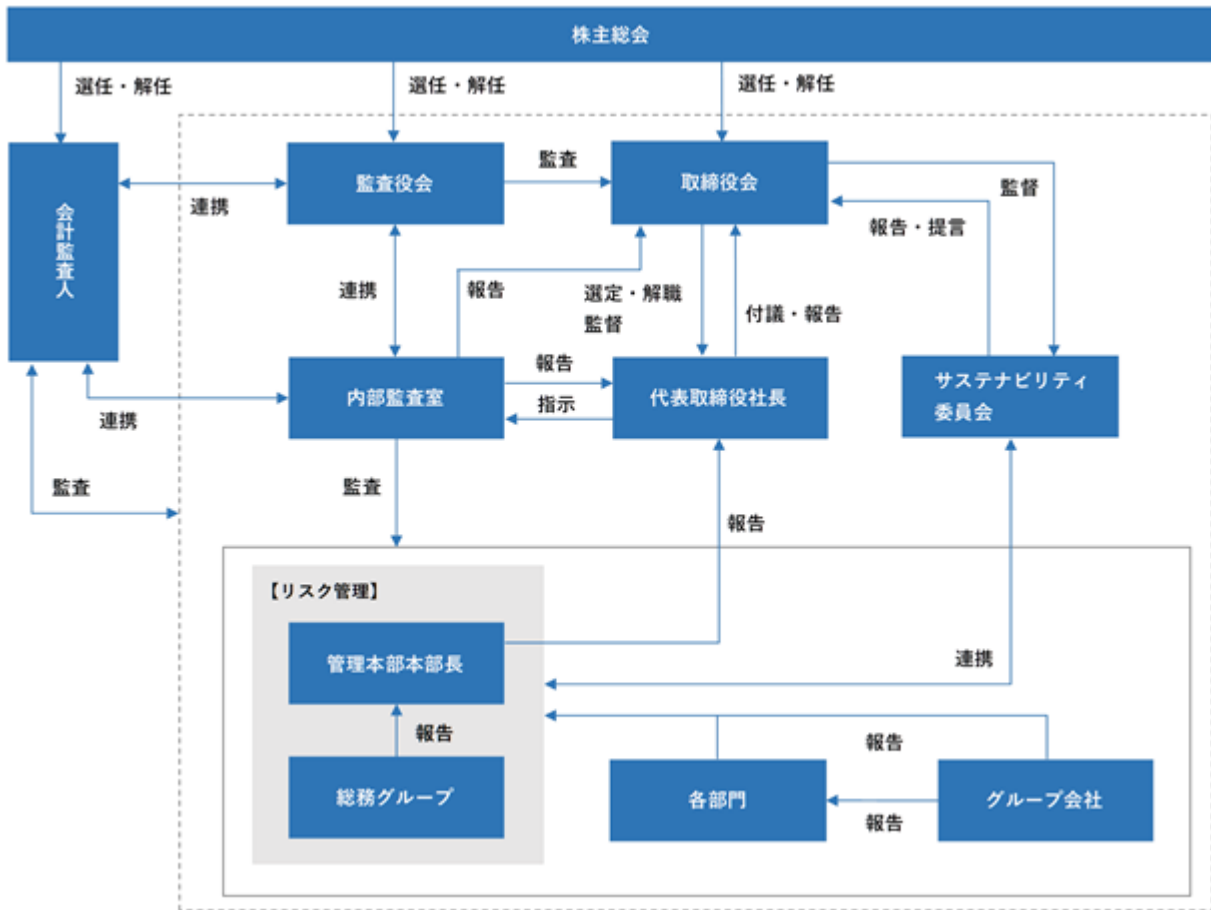 株主総会
選任・解任
選任・解任
選任・解任
会計監査人
監査役会
監査
取締役会
監督
連携
報告・提言
連携
報告
選定・解職
監督
付議・報告
内部監査室
報告
指示
代表取締役社長
サステナビリティ
委員会
連携
監査
監査
報告
【リスク管理】
管理本部本部長
連携
報告
報告
総務グループ
各部門
報告
グループ会社